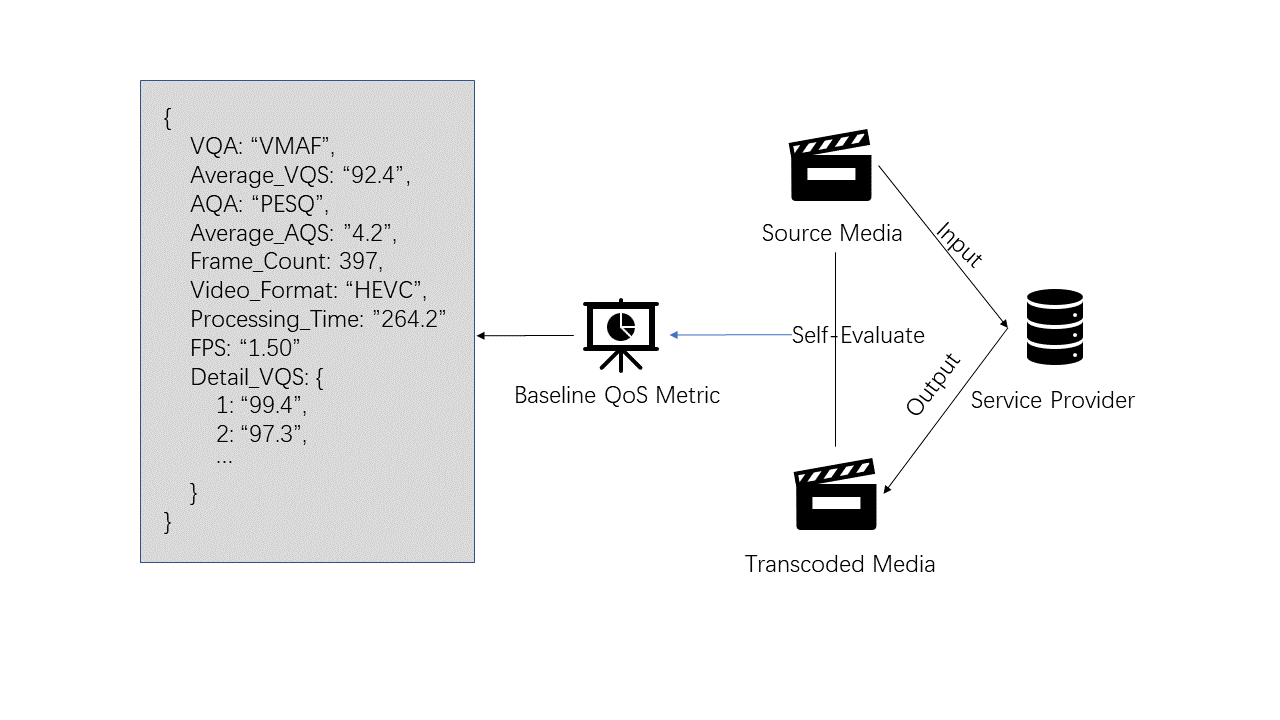 {
VQA: “VMAF”,
Average_VQS: “92.4”,
AQA: “PESQ”,
Average_AQS: ”4.2”,
Frame_Count: 397,
Video_Format: “HEVC”,
Processing_Time: ”264.2”
FPS: “1.50”
Detail_VQS: {
1: “99.4”,
2: “97.3”,
...
}
}
Baseline QoS Metric
Source Media
Input
Self-Evaluate
Output
Service Provider
Transcoded Media